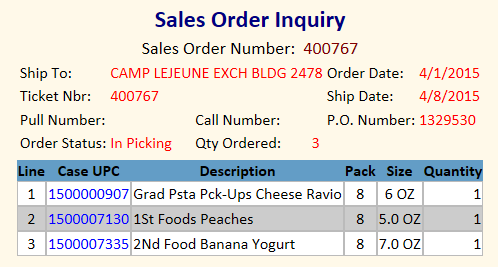 Sales Order Inquiry
Sales Order Number: 400767
Ship To: CAMP LEJEUNE EXCH BLDG 2478 Order Date: 4/1/2015
Ticket Nbr: 400767 Ship Date: 4/8/2015
Pull Number: Call Number: P.O. Number: 1329530
Order Status: In Picking Qty Ordered: 3
Line Case UPC Description Pack Size Quantity
1 1500000907 Grad Psta Pck-Ups Cheese Ravio 8 6 OZ 1
2 1500007130 1St Foods Peaches 8 5.0 OZ 1
3 1500007335 2Nd Food Banana Yogurt 8 7.0 OZ 1